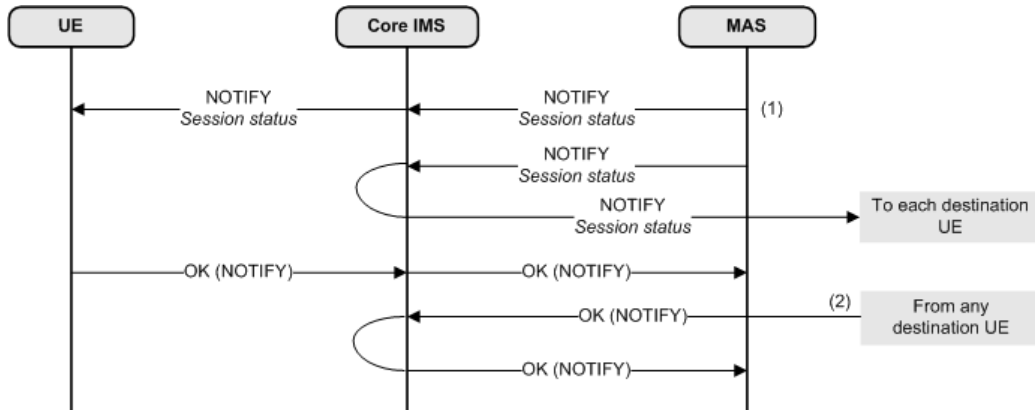 UE
Core IMS
MAS
NOTIFY
Session status
NOTIFY
Session status
(1)
NOTIFY
Session status
NOTIFY
Session status
To each destination
UE
OK (NOTIFY)
OK (NOTIFY)
OK (NOTIFY)
(2)
From any
destination UE
OK (NOTIFY)